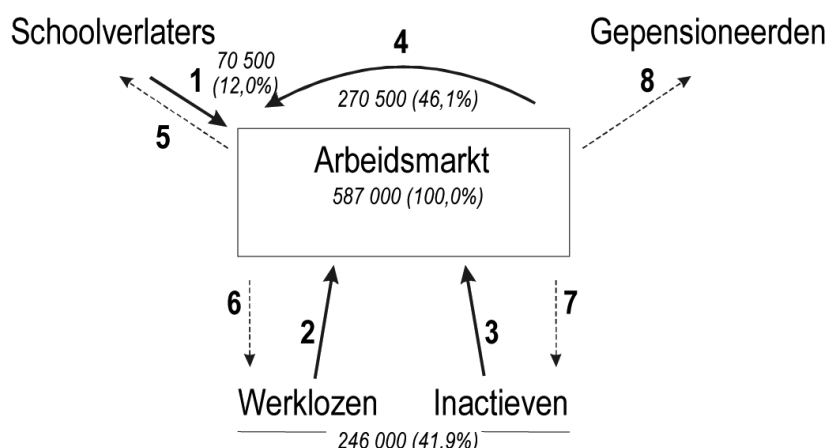 Schoolverlaters
4
Gepensioneerden
1
70 500
(12,0%)
270 500 (46,1%)
8
5
Arbeidsmarkt
587 000 (100,0%)
6
7
2
3
Werklozen
Inactieven
246 000 (41,9%)